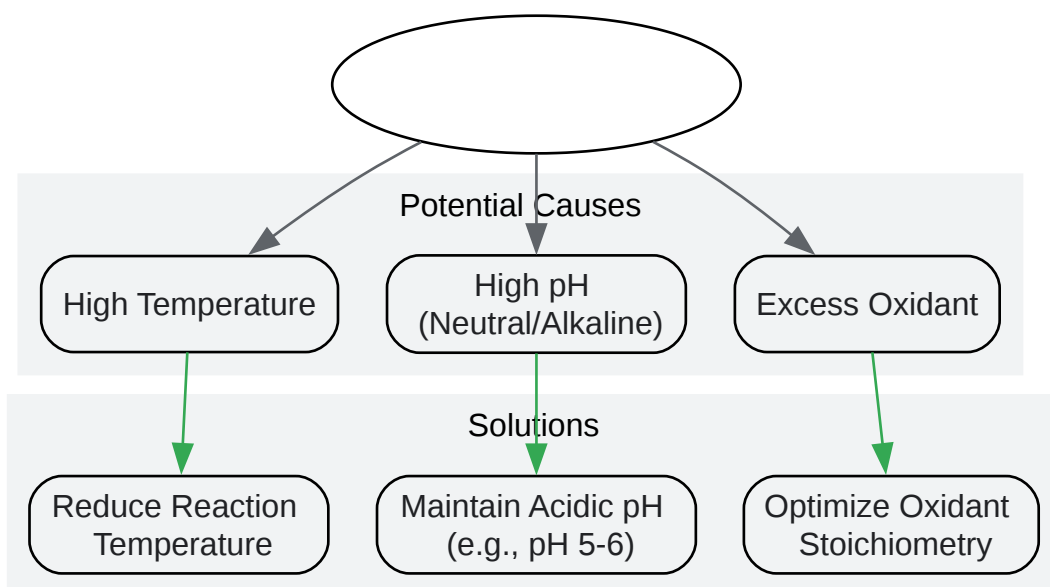 Potential Causes
High Temperature
High pH
(Neutral/Alkaline)
Excess Oxidant
Solutions
Reduce Reaction
Temperature
Maintain Acidic pH
(e.g., pH 5-6)
Optimize Oxidant
Stoichiometry